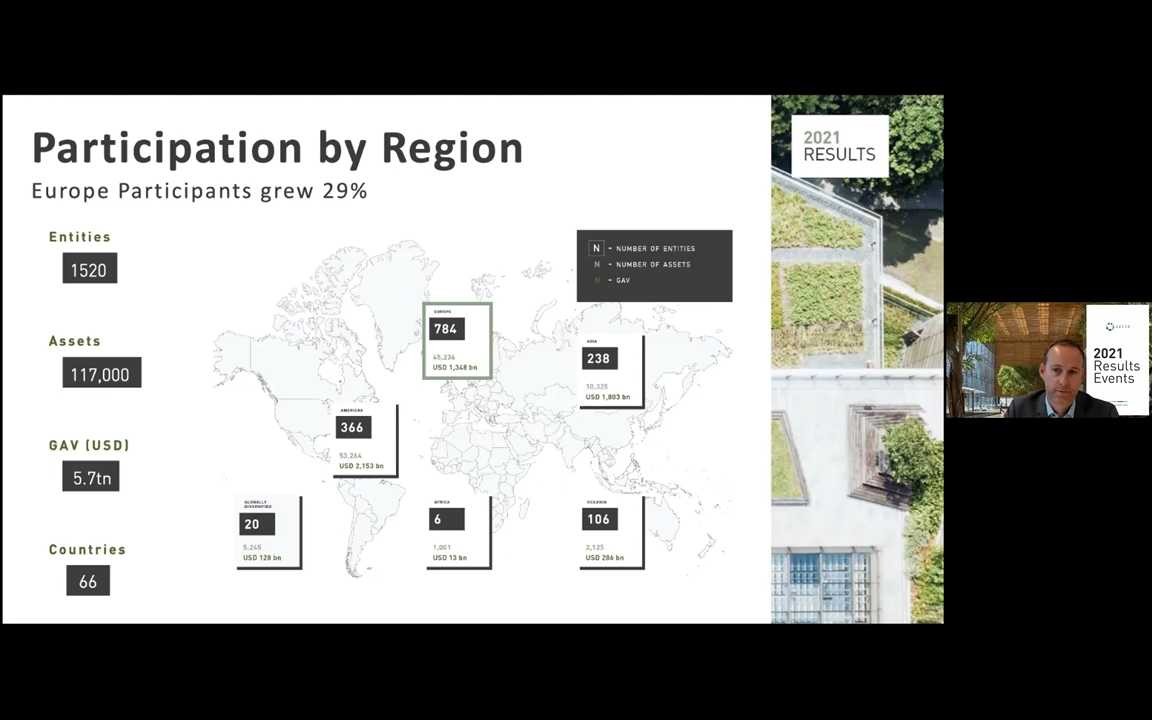 Participation by Region
Europe Participants grew 29%
Entities
1520
Assets
117,000
GAV (USD)
5.7tn
Countries
66
N - NUMBER OF ENTITIES
N - NUMBER OF ASSETS
N - GAV
EUROPE
784
45,236
USD 1,348 bn
ASIA
238
10,325
USD 1,803 bn
AMERICAS
366
53,264
USD 2,153 bn
GLOBALLY
DIVERSIFIED
20
5,245
USD 128 bn
AFRICA
6
1,001
USD 13 bn
OCEANIA
106
2,125
USD 286 bn
2021
RESULTS
2021
Results
Events